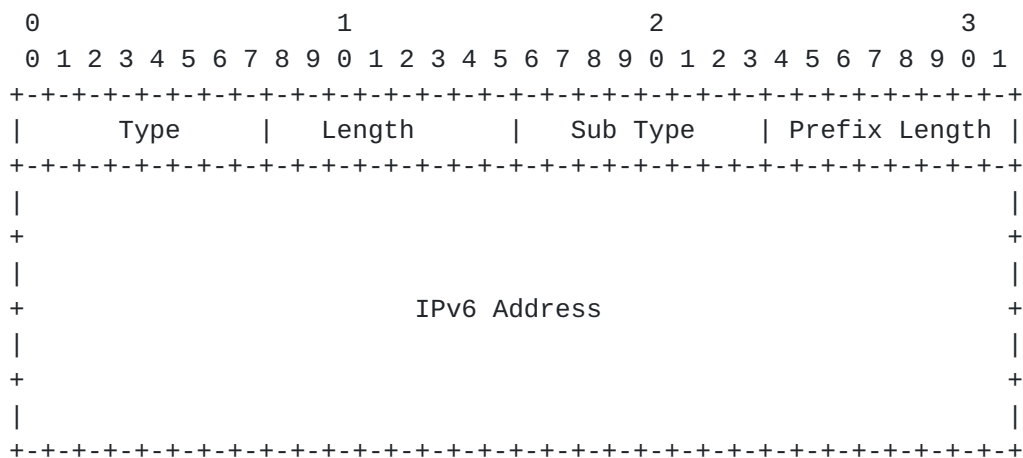 0                   1                   2                   3
0 1 2 3 4 5 6 7 8 9 0 1 2 3 4 5 6 7 8 9 0 1 2 3 4 5 6 7 8 9 0 1
+-+-+-+-+-+-+-+-+-+-+-+-+-+-+-+-+-+-+-+-+-+-+-+-+-+-+-+-+-+-+-+-+
|      Type     |   Length      |   Sub Type    | Prefix Length |
+-+-+-+-+-+-+-+-+-+-+-+-+-+-+-+-+-+-+-+-+-+-+-+-+-+-+-+-+-+-+-+-+
|                                                               |
+                                                               +
|                                                               |
+                         IPv6 Address                          +
|                                                               |
+                                                               +
|                                                               |
+-+-+-+-+-+-+-+-+-+-+-+-+-+-+-+-+-+-+-+-+-+-+-+-+-+-+-+-+-+-+-+-+